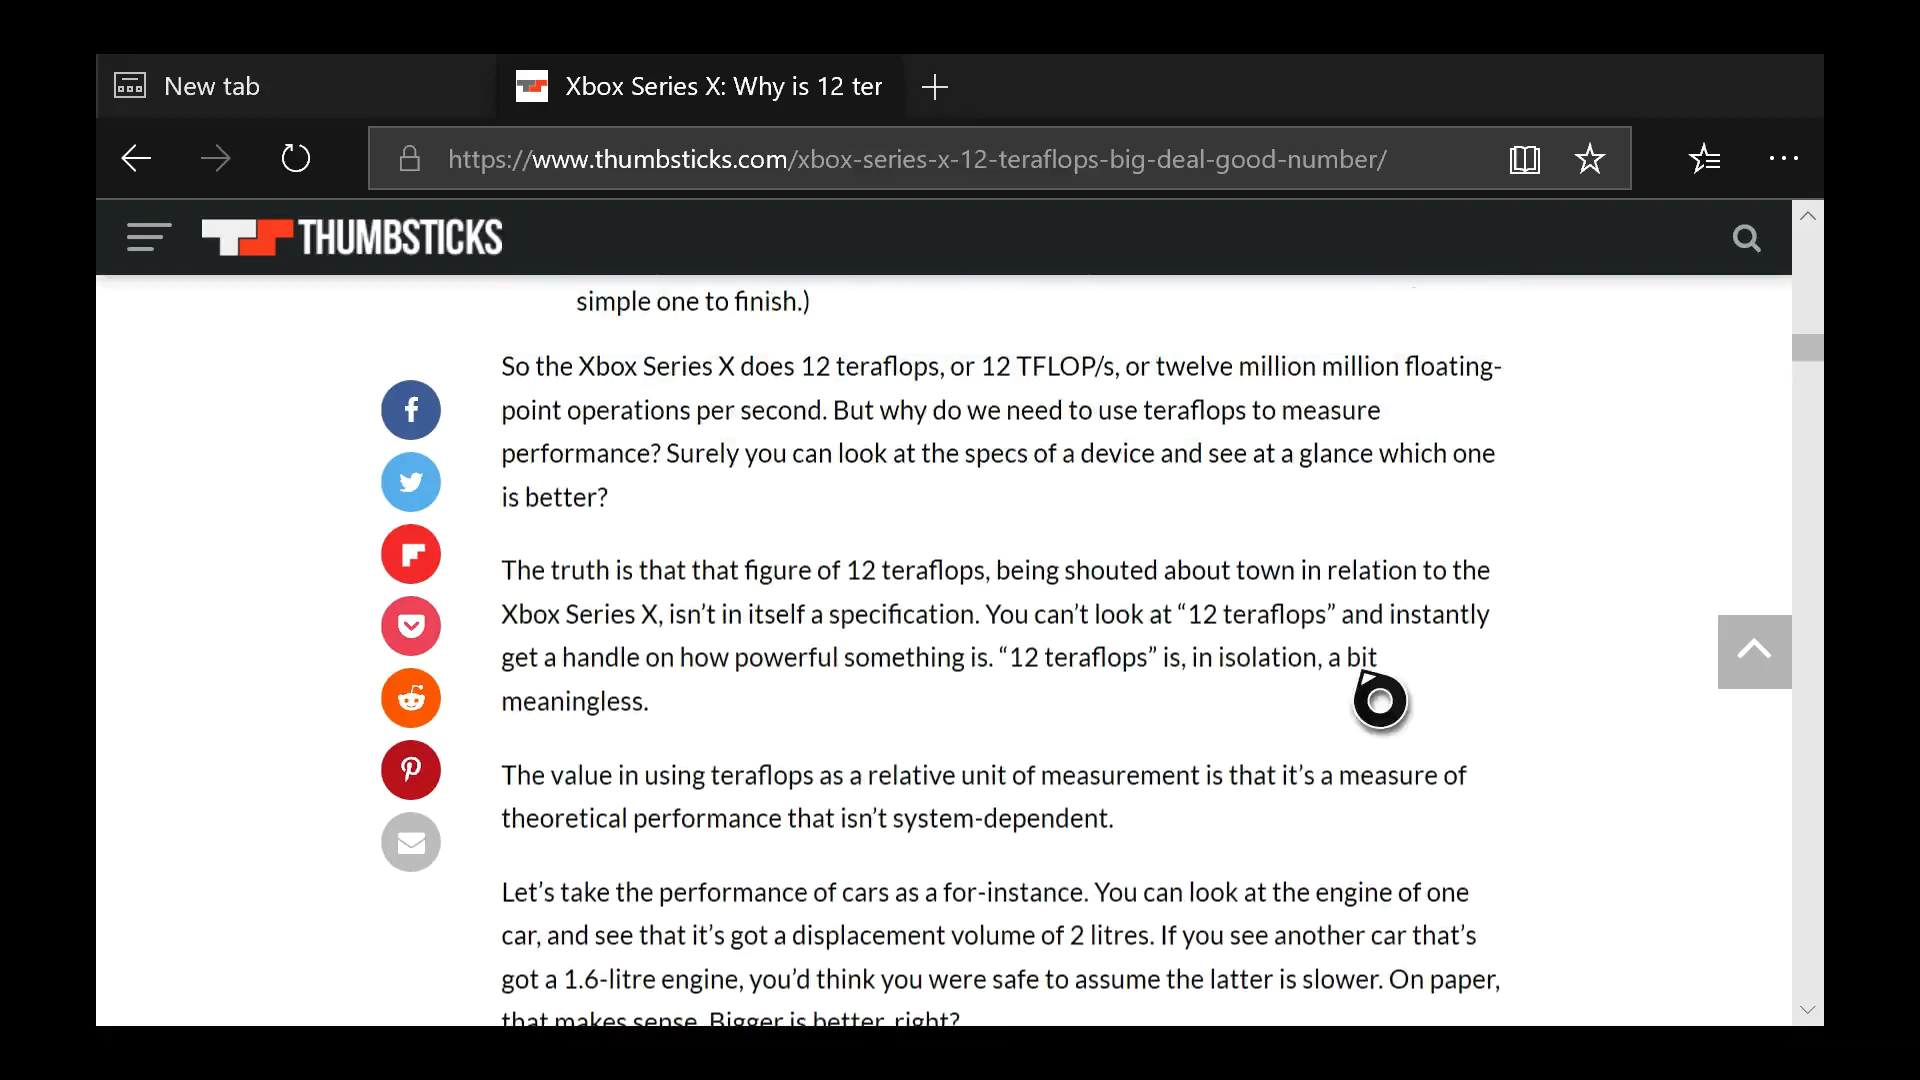 New tab
Xbox Series X: Why is 12 ter
https://www.thumbsticks.com/xbox-series-x-12-teraflops-big-deal-good-number/
THUMBSTICKS
simple one to finish.)
So the Xbox Series X does 12 teraflops, or 12 TFLOP/s, or twelve million million floating-
point operations per second. But why do we need to use teraflops to measure
performance? Surely you can look at the specs of a device and see at a glance which one
is better?
The truth is that that figure of 12 teraflops, being shouted about town in relation to the
Xbox Series X, isn’t in itself a specification. You can’t look at “12 teraflops” and instantly
get a handle on how powerful something is. “12 teraflops” is, in isolation, a bit
meaningless.
The value in using teraflops as a relative unit of measurement is that it’s a measure of
theoretical performance that isn’t system-dependent.
Let’s take the performance of cars as a for-instance. You can look at the engine of one
car, and see that it’s got a displacement volume of 2 litres. If you see another car that’s
got a 1.6-litre engine, you’d think you were safe to assume the latter is slower. On paper,
that makes sense. Bigger is better, right?